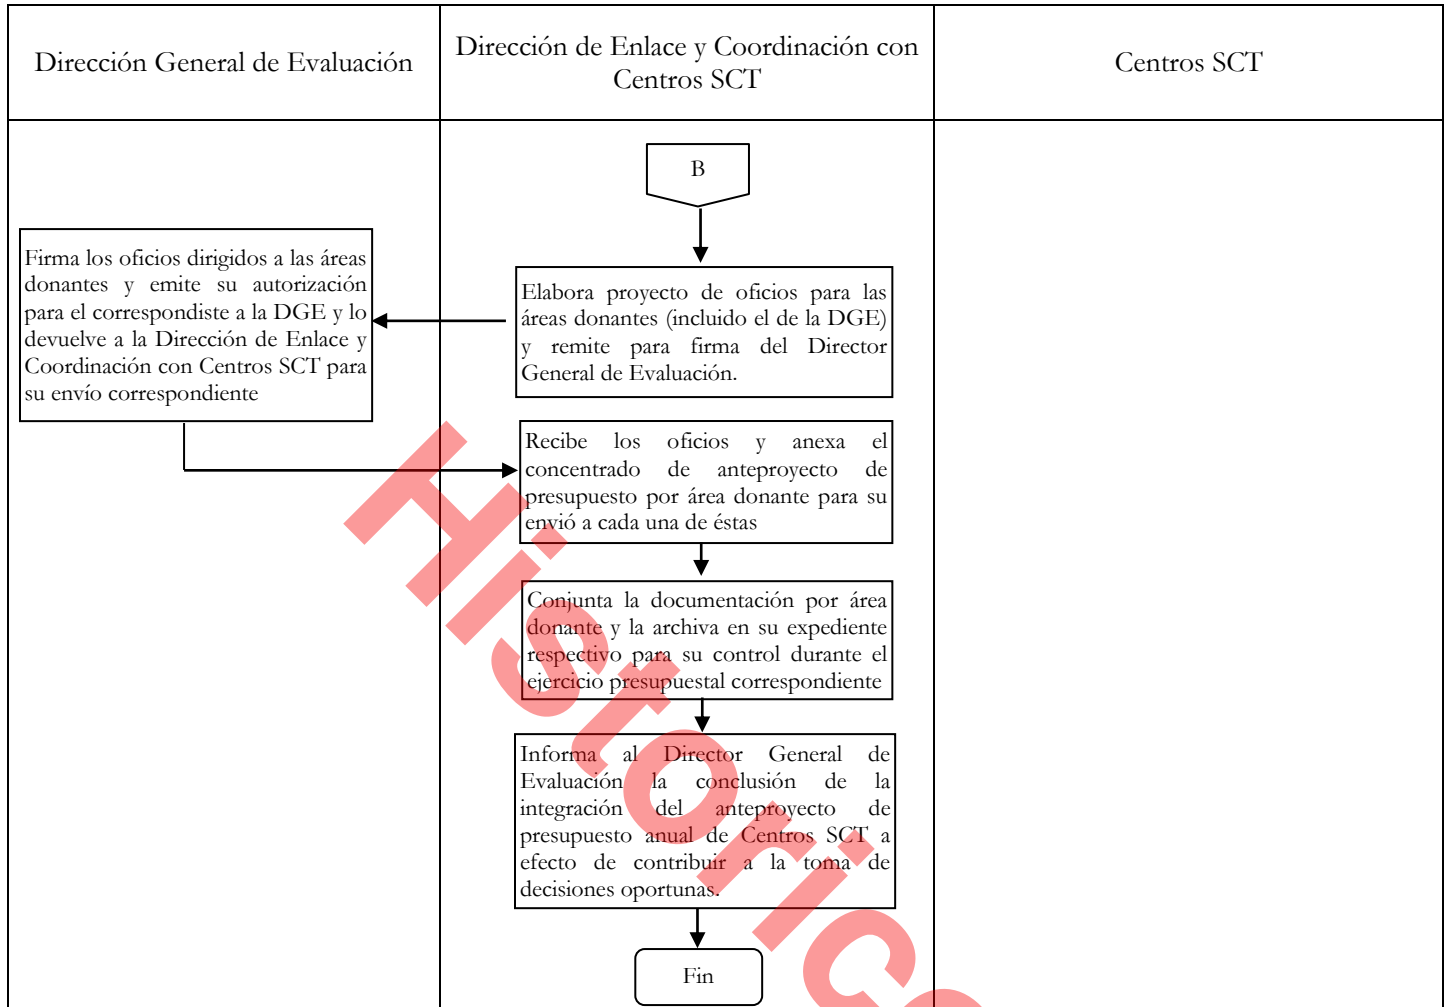 Dirección General de Evaluación
Dirección de Enlace y Coordinación con
Centros SCT
Centros SCT
B
Firma los oficios dirigidos a las áreas
donantes y emite su autorización
para el correspondiste a la DGE y lo
devuelve a la Dirección de Enlace y
Coordinación con Centros SCT para
su envío correspondiente
Elabora proyecto de oficios para las
áreas donantes (incluido el de la DGE)
y remite para firma del Director
General de Evaluación.
Recibe los oficios y anexa el
concentrado de anteproyecto de
presupuesto por área donante para su
envió a cada una de éstas
Conjunta la documentación por área
donante y la archiva en su expediente
respectivo para su control durante el
ejercicio presupuestal correspondiente
Informa al Director General de
Evaluación la conclusión de la
integración del anteproyecto de
presupuesto anual de Centros SCT a
efecto de contribuir a la toma de
decisiones oportunas.
Fin
Historico